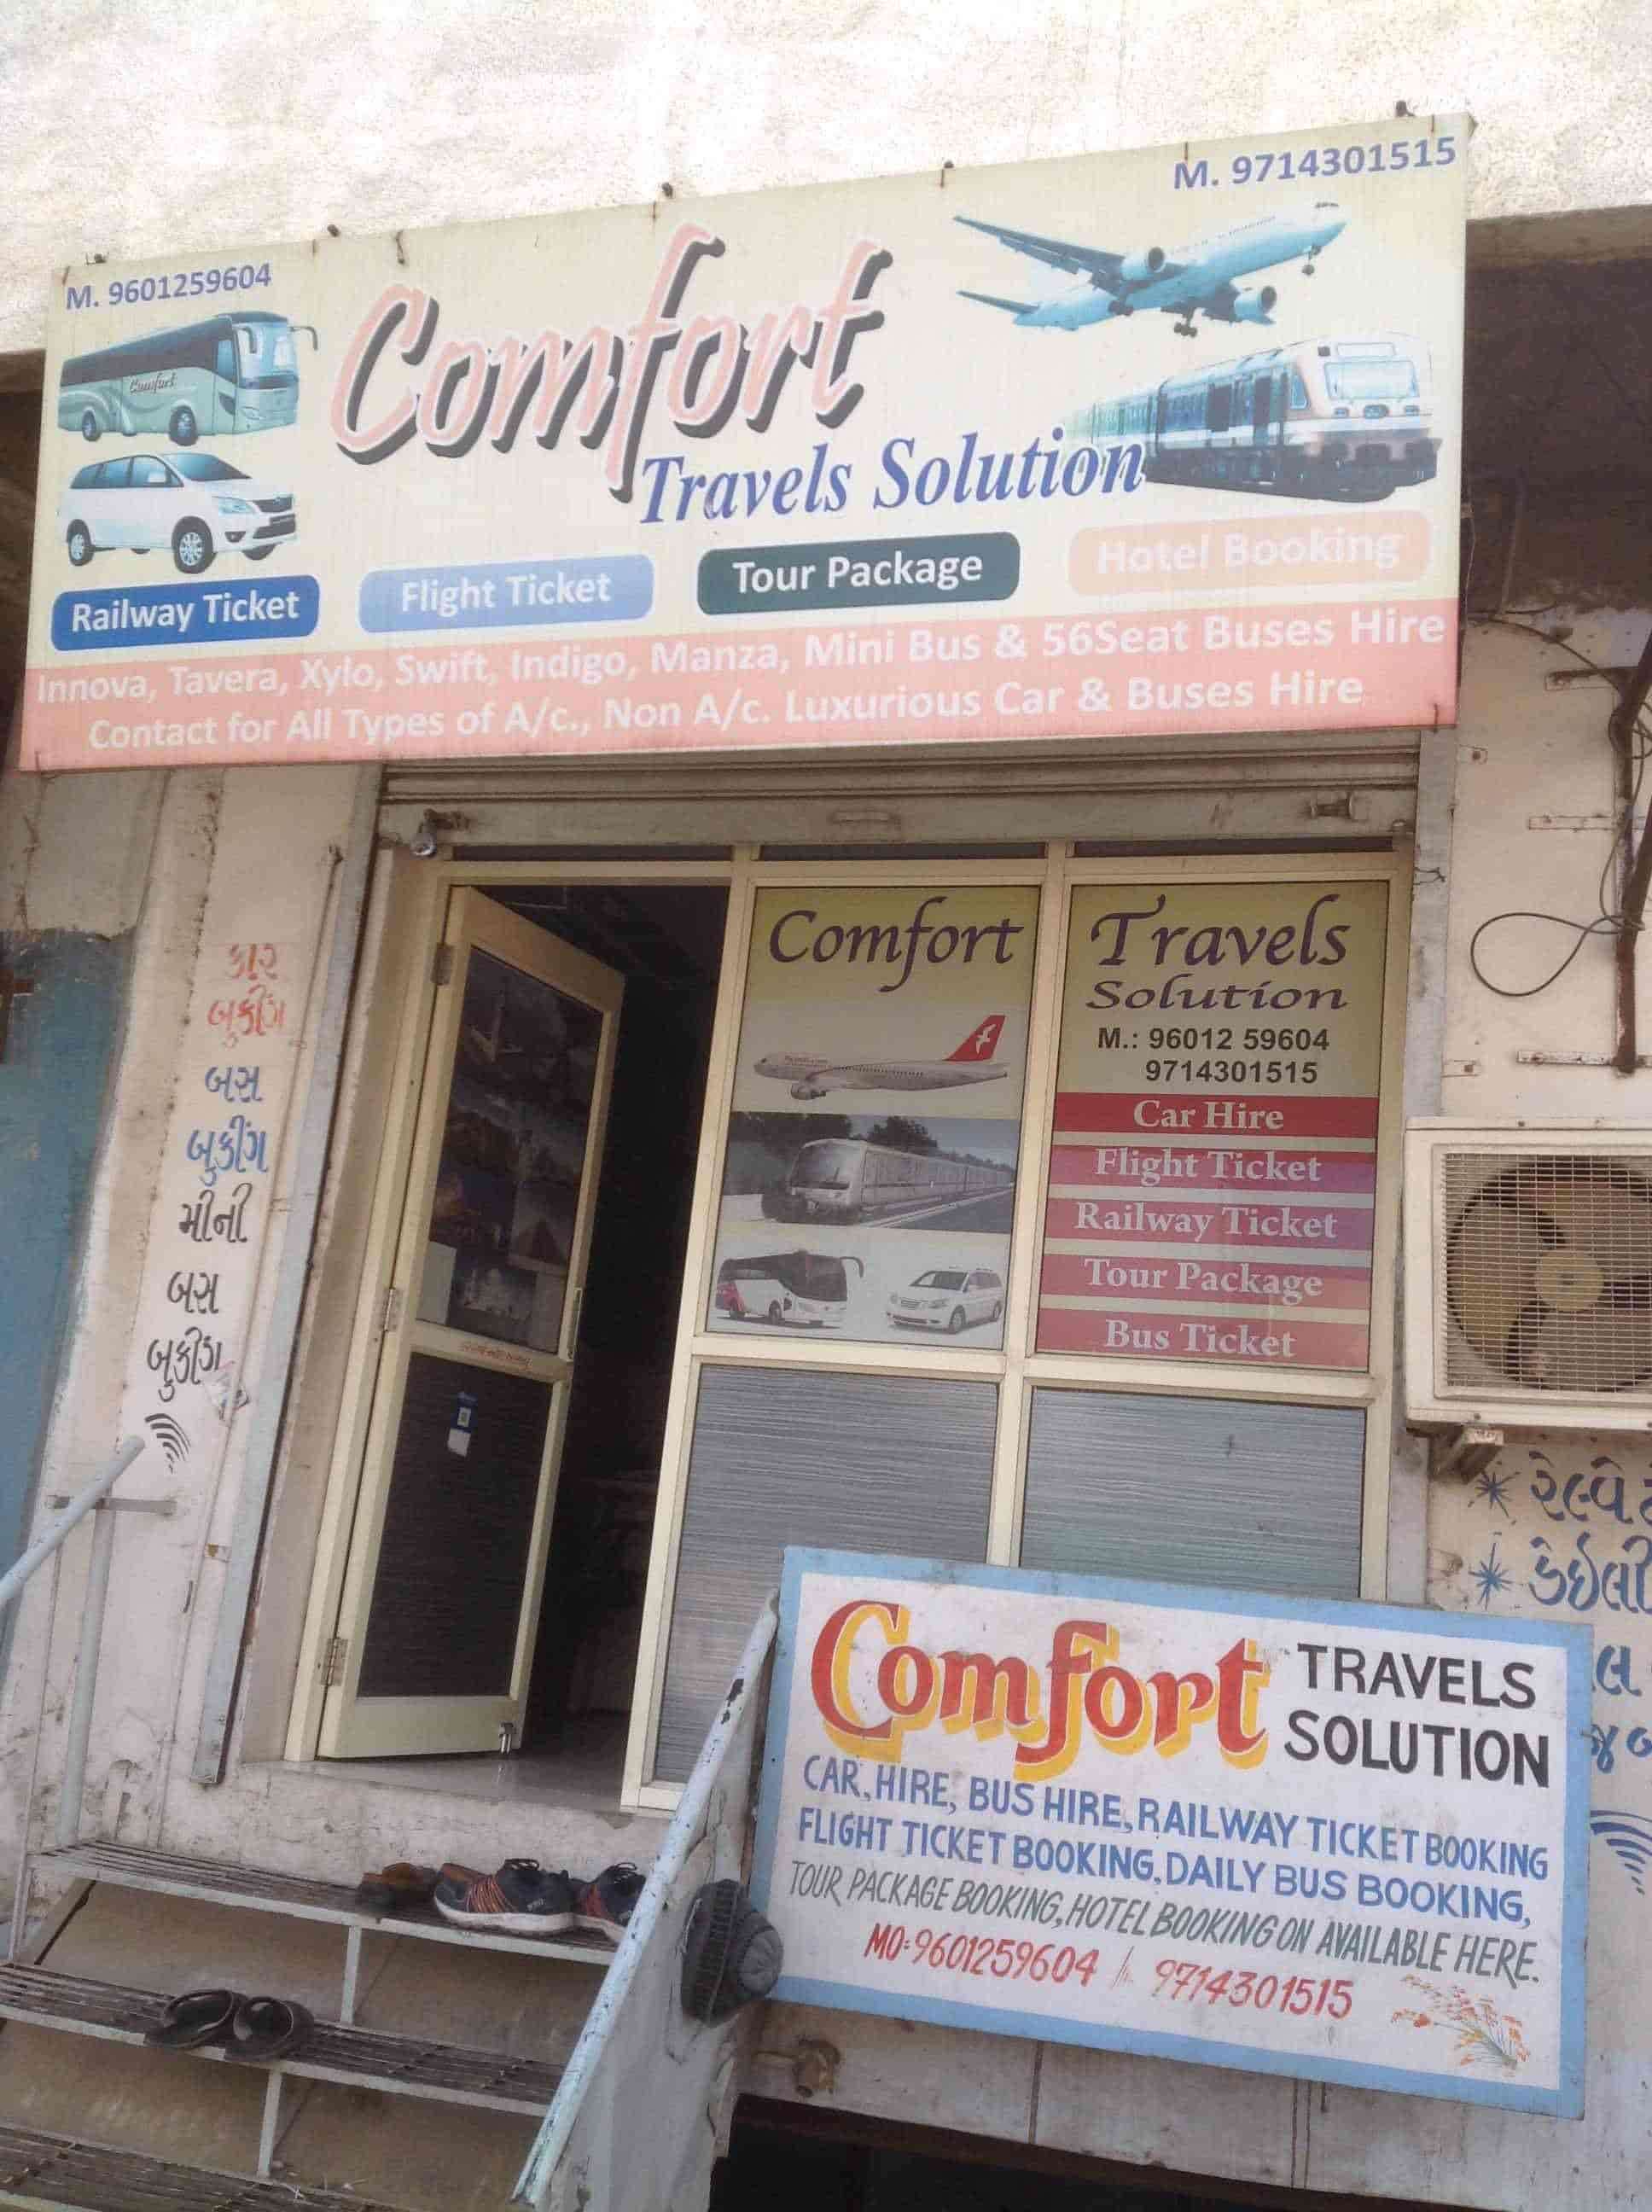 M. 9714301515
M. 9601259604
Comfort
Comfort
Travels Solution
Railway Ticket
Flight Ticket
Tour Package
Hotel Booking
Innova, Tavera, Xylo, Swift, Indigo, Manza, Mini Bus & 56Seat Buses Hire
Contact for All Types of A/c., Non A/c. Luxurious Car & Buses Hire
કાર
બુકીંગ
બસ
બુકીંગ
મીની
બસ
બુકીંગ
Comfort
Travels
Solution
M.: 96012 59604
9714301515
Car Hire
Flight Ticket
Railway Ticket
Tour Package
Bus Ticket
રેલ્વે
Comfort TRAVELS
SOLUTION
CAR, HIRE, BUS HIRE, RAILWAY TICKET BOOKING
FLIGHT TICKET BOOKING, DAILY BUS BOOKING,
TOUR PACKAGE BOOKING, HOTEL BOOKING ON AVAILABLE HERE.
MO:9601259604 / 9714301515